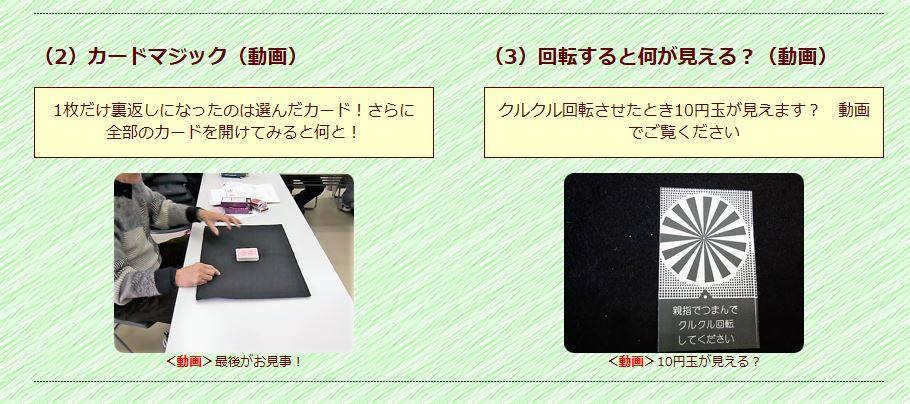 （2）カードマジック（動画）
1枚だけ裏返しになったのは選んだカード！さらに
全部のカードを開けてみると何と！
＜動画＞最後がお見事！
（3）回転すると何が見える？（動画）
クルクル回転させたとき10円玉が見えます？　動画
でご覧ください
親指でつまんで
クルクル回転
してください
＜動画＞10円玉が見える？